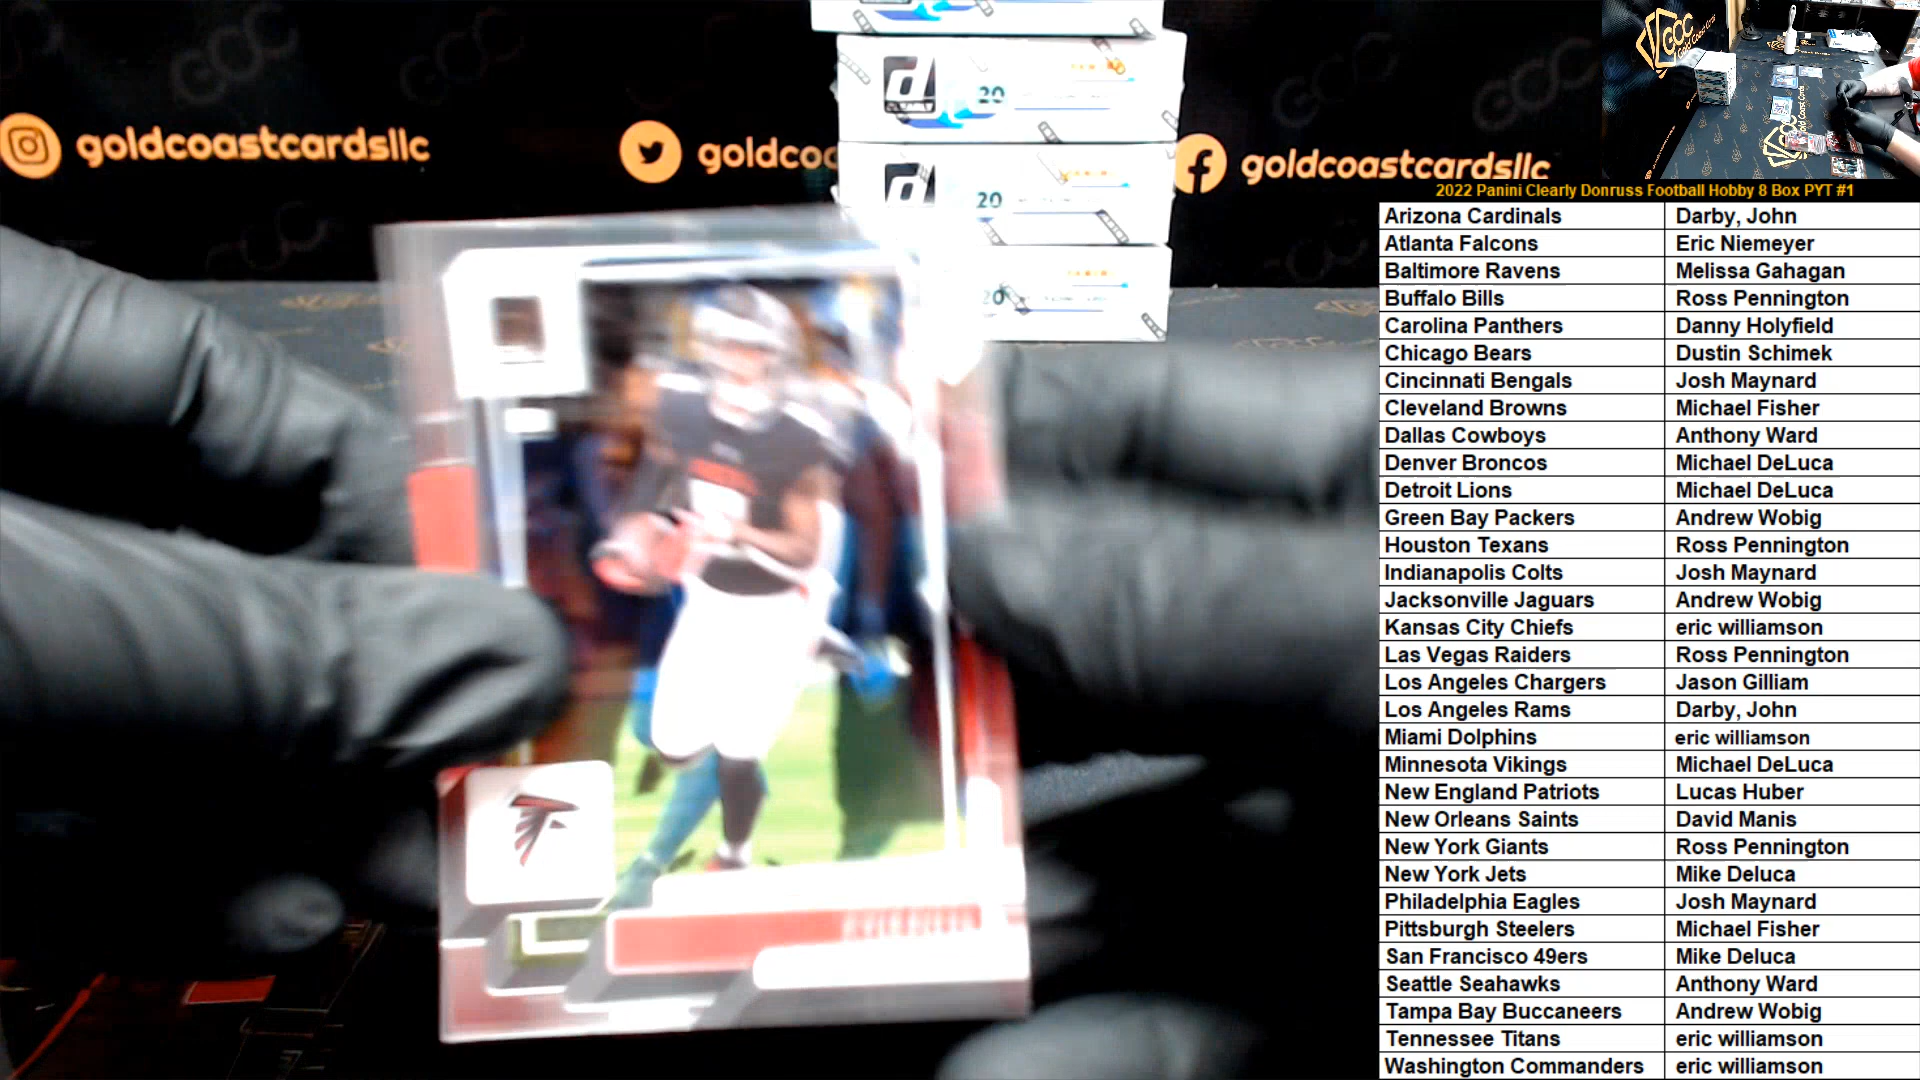 goldcoastcardsllc
goldcoc
goldcoastcardsllc
20
20
20
GCC
Gold Coast Cards
2022 Panini Clearly Donruss Football Hobby 8 Box PYT #1
Arizona Cardinals Darby, John
Atlanta Falcons Eric Niemeyer
Baltimore Ravens Melissa Gahagan
Buffalo Bills Ross Pennington
Carolina Panthers Danny Holyfield
Chicago Bears Dustin Schimek
Cincinnati Bengals Josh Maynard
Cleveland Browns Michael Fisher
Dallas Cowboys Anthony Ward
Denver Broncos Michael DeLuca
Detroit Lions Michael DeLuca
Green Bay Packers Andrew Wobig
Houston Texans Ross Pennington
Indianapolis Colts Josh Maynard
Jacksonville Jaguars Andrew Wobig
Kansas City Chiefs eric williamson
Las Vegas Raiders Ross Pennington
Los Angeles Chargers Jason Gilliam
Los Angeles Rams Darby, John
Miami Dolphins eric williamson
Minnesota Vikings Michael DeLuca
New England Patriots Lucas Huber
New Orleans Saints David Manis
New York Giants Ross Pennington
New York Jets Mike Deluca
Philadelphia Eagles Josh Maynard
Pittsburgh Steelers Michael Fisher
San Francisco 49ers Mike Deluca
Seattle Seahawks Anthony Ward
Tampa Bay Buccaneers Andrew Wobig
Tennessee Titans eric williamson
Washington Commanders eric williamson